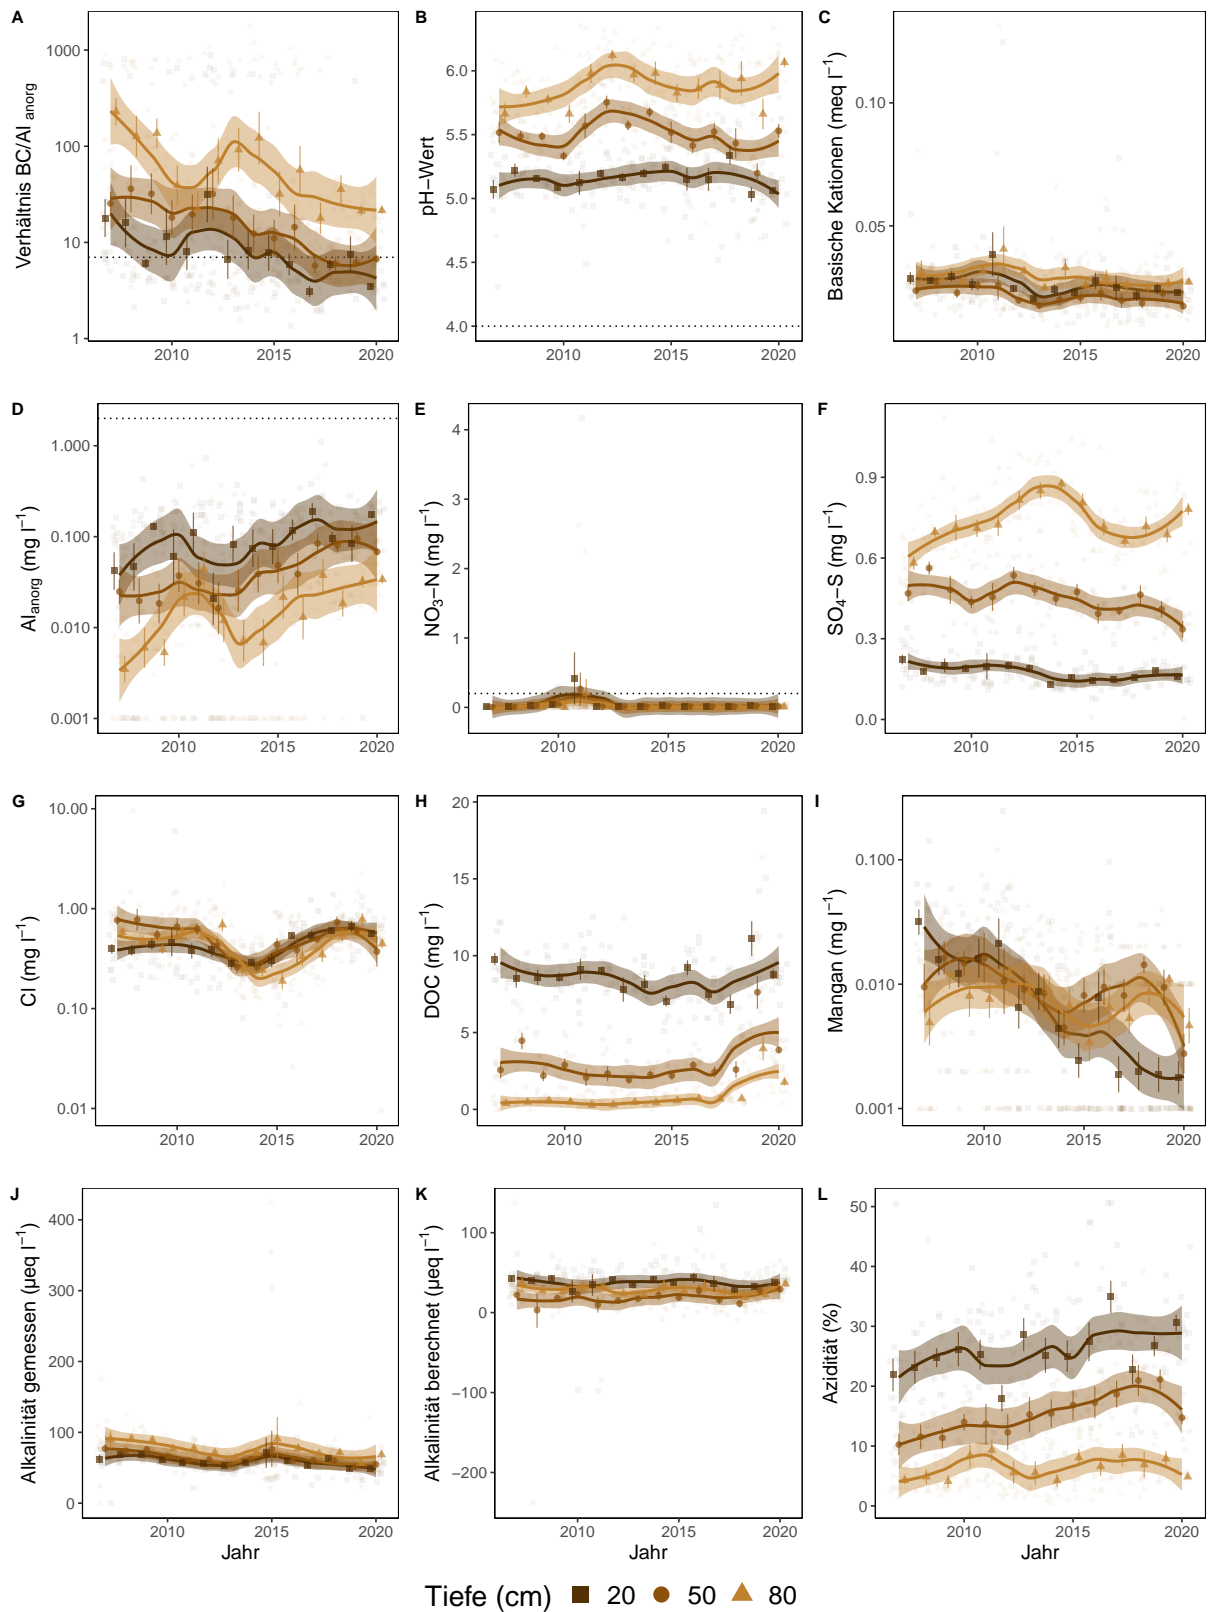 A
B
C
Verhältnis BC/Al anorg
1000
100
10
1
2010 2015 2020
pH−Wert
6.0
5.5
5.0
4.5
4.0
2010 2015 2020
Basische Kationen (meq l−1)
0.10
0.05
2010 2015 2020
D
E
F
Alanorg (mg l−1)
1.000
0.100
0.010
0.001
2010 2015 2020
NO3−N (mg l−1)
4
3
2
1
0
2010 2015 2020
SO4−S (mg l−1)
0.9
0.6
0.3
0.0
2010 2015 2020
G
H
I
Cl (mg l−1)
10.00
1.00
0.10
0.01
2010 2015 2020
DOC (mg l−1)
20
15
10
5
0
2010 2015 2020
Mangan (mg l−1)
0.100
0.010
0.001
2010 2015 2020
J
K
L
Alkalinität gemessen (µeq l−1)
400
300
200
100
0
2010 2015 2020
Jahr
Alkalinität berechnet (µeq l−1)
100
0
−100
−200
2010 2015 2020
Jahr
Azidität (%)
50
40
30
20
10
0
2010 2015 2020
Jahr
Tiefe (cm) 20 50 80